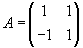 A = ( 1 1
-1 1 )